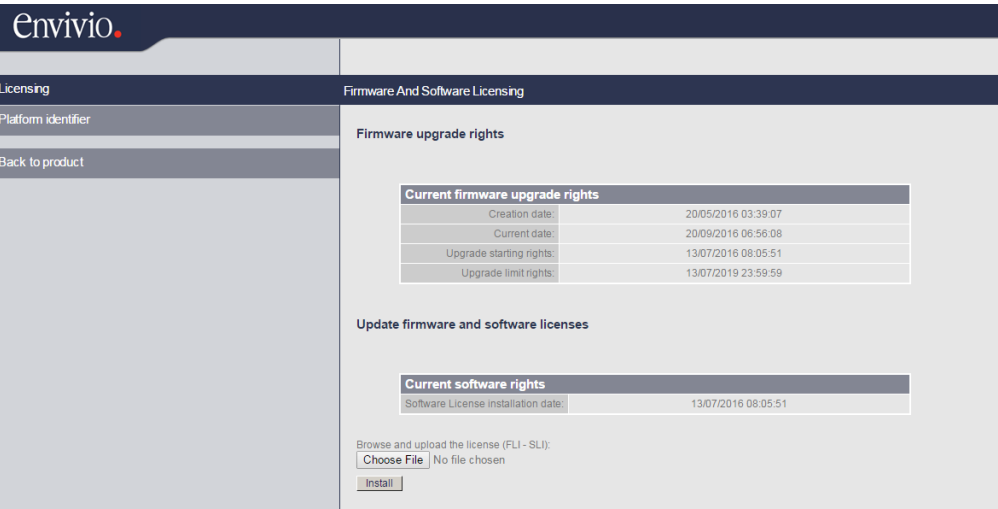 envivio.
Licensing
Firmware And Software Licensing
Platform identifier
Firmware upgrade rights
Back to product
Current firmware upgrade rights
Creation date: 20/05/2016 03:39:07
Current date: 20/09/2016 06:56:08
Upgrade starting rights: 13/07/2016 08:05:51
Upgrade limit rights: 13/07/2019 23:59:59
Update firmware and software licenses
Current software rights
Software License installation date: 13/07/2016 08:05:51
Browse and upload the license (FLI - SLI):
Choose File No file chosen
Install